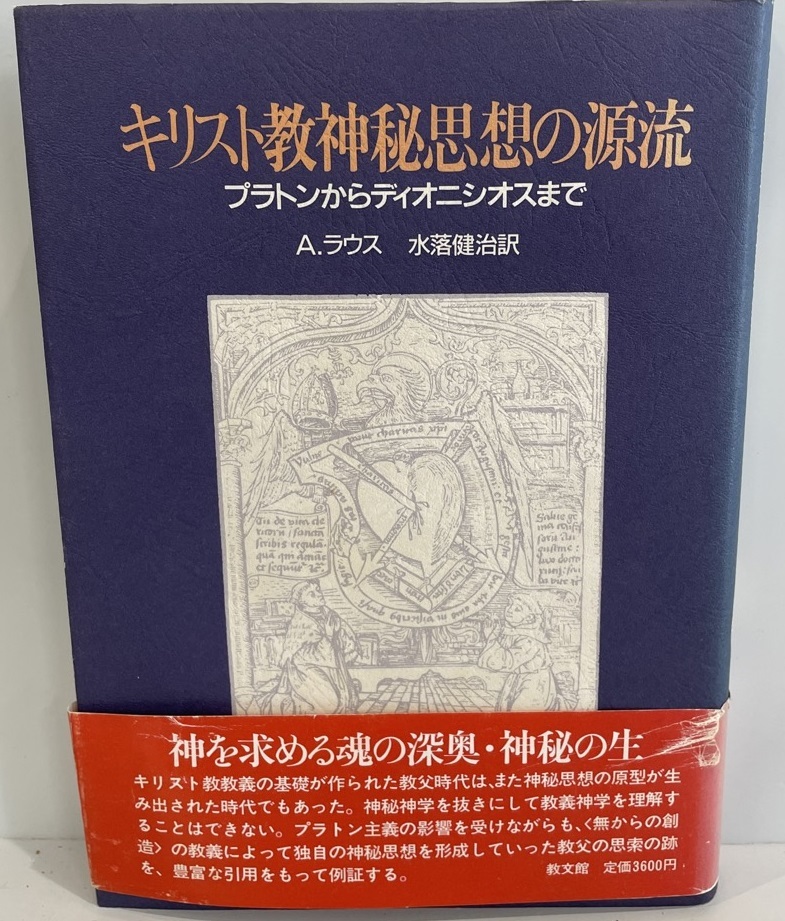 キリスト教神秘思想の源流
プラトンからディオニシオスまで
A.ラウス 水落健治訳
Tu de vita cle
scribis regula
神を求める魂の深奥・神秘の生
キリスト教教義の基礎が作られた教父時代は、また神秘思想の原型が生
み出された時代でもあった。神秘神学を抜きにして教義神学を理解す
ることはできない。プラトン主義の影響を受けながらも、〈無からの創
造〉の教義によって独自の神秘思想を形成していった教父の思索の跡
を、豊富な引用をもって例証する。
教文館 定価3600円